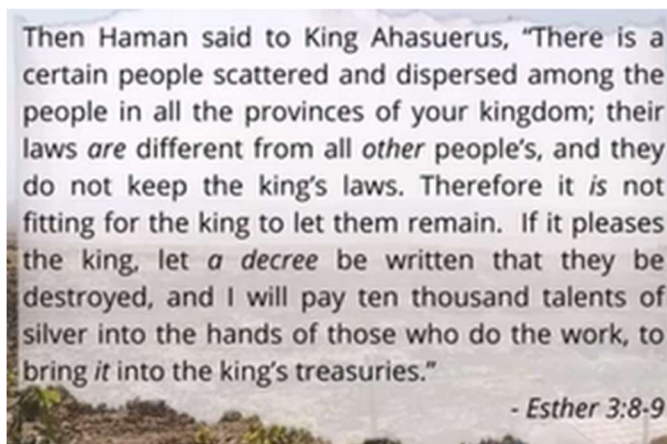 Then Haman said to King Ahasuerus, “There is a
certain people scattered and dispersed among the
people in all the provinces of your kingdom; their
laws are different from all other people’s, and they
do not keep the king’s laws. Therefore it is not
fitting for the king to let them remain. If it pleases
the king, let a decree be written that they be
destroyed, and I will pay ten thousand talents of
silver into the hands of those who do the work, to
bring it into the king’s treasuries.”
- Esther 3:8-9